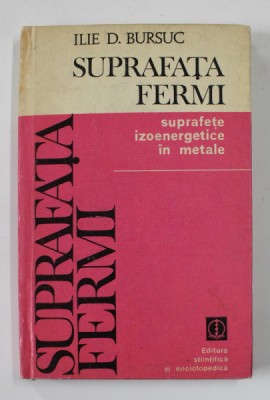 ILIE D. BURSUC
SUPRAFAȚA
FERMI
suprafețe
izoenergetice
în metale
SUPRAFAȚA
FERMI
Editura
științifică
și enciclopedică